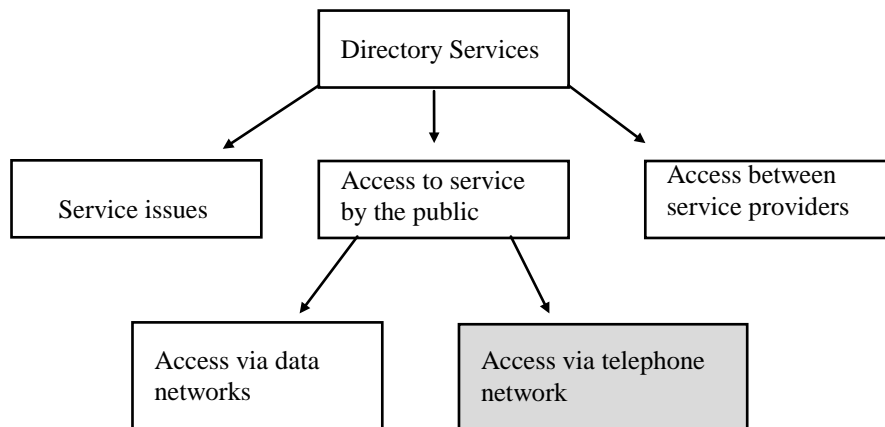 Directory Services
Service issues
Access to service
by the public
Access between
service providers
Access via data
networks
Access via telephone
network